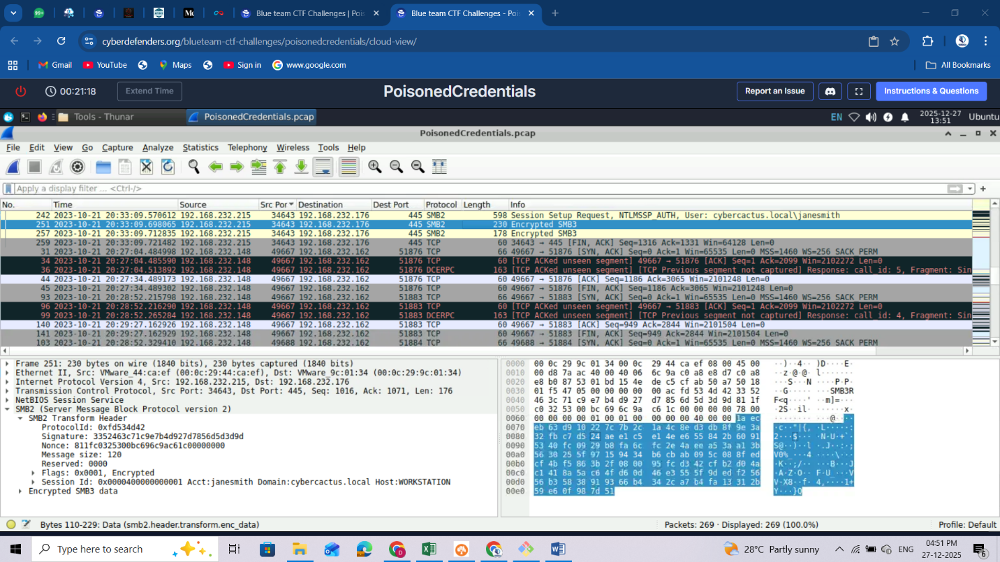 99+
Blue team CTF Challenges | Pois
Blue team CTF Challenges - Poi
cyberdefenders.org/blueteam-ctf-challenges/poisonedcredentials/cloud-view/
Gmail YouTube Maps Sign in www.google.com All Bookmarks
00:21:18 Extend Time PoisonedCredentials Report an Issue Instructions & Questions
Tools - Thunar PoisonedCredentials.pcap EN 2025-12-27 13:51 Ubuntu
PoisonedCredentials.pcap
File Edit View Go Capture Analyze Statistics Telephony Wireless Tools Help
Apply a display filter ... <Ctrl-/>
No. Time Source Src Por Destination Dest Port Protocol Length Info
242 2023-10-21 20:33:09.570612 192.168.232.215 34643 192.168.232.176 445 SMB2 598 Session Setup Request, NTLMSSP_AUTH, User: cybercactus.local\janesmith
251 2023-10-21 20:33:09.698065 192.168.232.215 34643 192.168.232.176 445 SMB2 230 Encrypted SMB3
257 2023-10-21 20:33:09.712835 192.168.232.215 34643 192.168.232.176 445 SMB2 178 Encrypted SMB3
259 2023-10-21 20:33:09.721482 192.168.232.215 34643 192.168.232.176 445 TCP 60 34643 → 445 [FIN, ACK] Seq=1316 Ack=1331 Win=64128 Len=0
31 2023-10-21 20:27:04.484998 192.168.232.148 49667 192.168.232.162 51876 TCP 66 49667 → 51876 [SYN, ACK] Seq=0 Ack=1 Win=65535 Len=0 MSS=1460 WS=256 SACK_PERM
34 2023-10-21 20:27:04.485590 192.168.232.148 49667 192.168.232.162 51876 TCP 60 [TCP ACKed unseen segment] 49667 → 51876 [ACK] Seq=1 Ack=2099 Win=2102272 Len=0
36 2023-10-21 20:27:04.513892 192.168.232.148 49667 192.168.232.162 51876 DCERPC 163 [TCP ACKed unseen segment] [TCP Previous segment not captured] Response: call_id: 5, Fragment: Sin
44 2023-10-21 20:27:34.489173 192.168.232.148 49667 192.168.232.162 51876 TCP 60 49667 → 51876 [ACK] Seq=1186 Ack=3065 Win=2101248 Len=0
45 2023-10-21 20:27:34.489302 192.168.232.148 49667 192.168.232.162 51876 TCP 60 49667 → 51876 [FIN, ACK] Seq=1186 Ack=3065 Win=2101248 Len=0
93 2023-10-21 20:28:52.215798 192.168.232.148 49667 192.168.232.162 51883 TCP 66 49667 → 51883 [SYN, ACK] Seq=0 Ack=1 Win=65535 Len=0 MSS=1460 WS=256 SACK_PERM
96 2023-10-21 20:28:52.216290 192.168.232.148 49667 192.168.232.162 51883 TCP 60 [TCP ACKed unseen segment] 49667 → 51883 [ACK] Seq=1 Ack=2099 Win=2102272 Len=0
99 2023-10-21 20:28:52.265284 192.168.232.148 49667 192.168.232.162 51883 DCERPC 163 [TCP ACKed unseen segment] [TCP Previous segment not captured] Response: call_id: 4, Fragment: Sin
140 2023-10-21 20:29:27.162926 192.168.232.148 49667 192.168.232.162 51883 TCP 60 49667 → 51883 [ACK] Seq=949 Ack=2844 Win=2101504 Len=0
141 2023-10-21 20:29:27.162929 192.168.232.148 49667 192.168.232.162 51883 TCP 60 49667 → 51883 [FIN, ACK] Seq=949 Ack=2844 Win=2101504 Len=0
103 2023-10-21 20:28:52.329410 192.168.232.148 49688 192.168.232.162 51884 TCP 66 49688 → 51884 [SYN, ACK] Seq=0 Ack=1 Win=65535 Len=0 MSS=1460 WS=256 SACK_PERM
Frame 251: 230 bytes on wire (1840 bits), 230 bytes captured (1840 bits)
Ethernet II, Src: VMware_44:ca:ef (00:0c:29:44:ca:ef), Dst: VMware_9c:01:34 (00:0c:29:9c:01:34)
Internet Protocol Version 4, Src: 192.168.232.215, Dst: 192.168.232.176
Transmission Control Protocol, Src Port: 34643, Dst Port: 445, Seq: 1016, Ack: 1071, Len: 176
NetBIOS Session Service
SMB2 (Server Message Block Protocol version 2)
SMB2 Transform Header
ProtocolId: 0xfd534d42
Signature: 3352463c71c9e7b4d927d7856d5d3d9d
Nonce: 811fc0325300bc696c9ac61c00000000
Message size: 120
Reserved: 0000
Flags: 0x0001, Encrypted
Session Id: 0x0000400000000001 Acct:janesmith Domain:cybercactus.local Host:WORKSTATION
Encrypted SMB3 data
0000 00 0c 29 9c 01 34 00 0c 29 44 ca ef 08 00 45 00 ··)··4·· )D····E·
0010 00 d8 7a ac 40 00 40 06 6c 9a c0 a8 e8 d7 c0 a8
0020 e8 b0 87 53 01 bd 15 4e de c5 cf ab 50 a7 50 18
0030 01 f5 47 05 00 00 00 00 00 ac fd 53 4d 42 33 52
0040 46 3c 71 c9 e7 b4 d9 27 d7 85 6d 5d 3d 9d 81 1f
0050 c0 32 53 00 bc 69 6c 9a c6 1c 00 00 00 00 78 00
0060 00 00 00 00 01 00 01 00 00 00 00 40 00 00 1a ec
0070 eb 63 d9 10 22 7c 7b 2c 1a 4c 8e d3 db 8f 9e 3a
0080 32 fb c7 d5 24 ae e1 c5 e1 4e e6 55 84 2b 60 91
0090 53 40 fc 09 29 b8 fa 6c fc 2e 4a ee a5 3a a1 3b
00a0 56 30 25 5f 97 15 94 34 b6 cb ab 09 5c 08 8f ed
00b0 cf 4b f5 86 3b 2f 08 00 95 fc d3 42 cf b2 d0 4a
00c0 c1 41 8a 5a c6 4f d6 0d 46 e3 55 5f 9d ed f2 56
00d0 56 b3 58 38 91 93 66 b4 34 2c a7 b4 fa 13 31 2b
00e0 59 e6 0f 98 7d 51
Bytes 110-229: Data (smb2.header.transform.enc_data) Packets: 269 · Displayed: 269 (100.0%) Profile: Default
Type here to search 28°C Partly sunny ENG 04:51 PM 27-12-2025 6